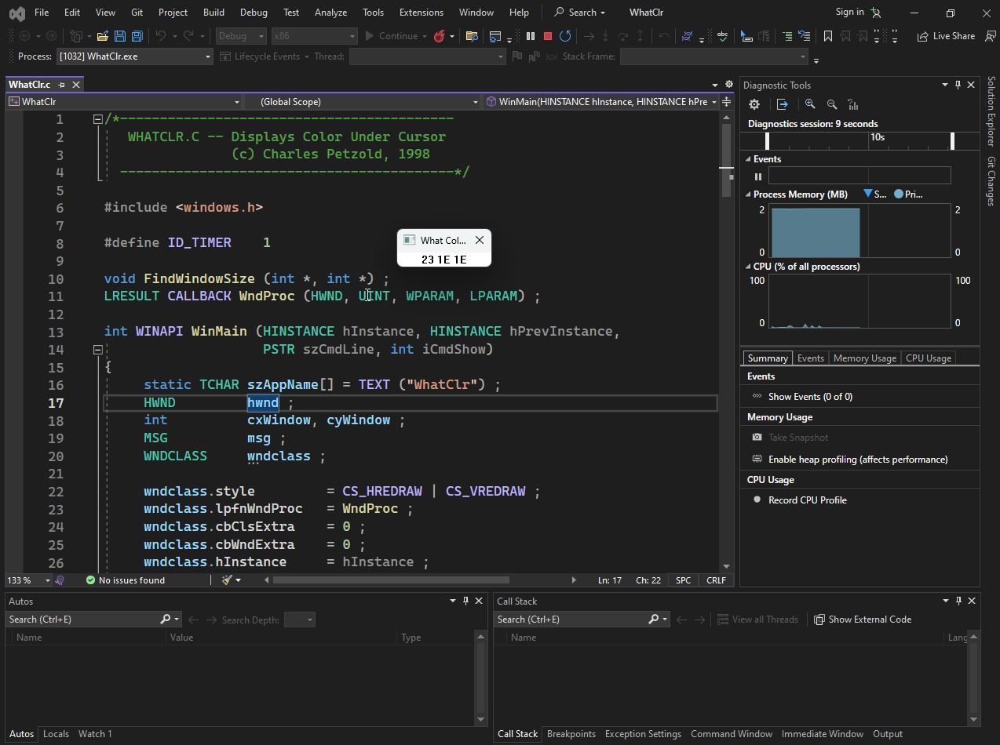 File Edit View Git Project Build Debug Test Analyze Tools Extensions Window Help Search WhatClr Sign in
Debug x86 Continue Live Share
Process: [1032] WhatClr.exe Lifecycle Events Thread: Stack Frame:
WhatClr.c
WhatClr (Global Scope) WinMain(HINSTANCE hInstance, HINSTANCE hPre
1 /*------------------------------------------
2 WHATCLR.C -- Displays Color Under Cursor
3 (c) Charles Petzold, 1998
4 ------------------------------------------*/
5
6 #include <windows.h>
7
8 #define ID_TIMER 1
9
10 void FindWindowSize (int *, int *) ;
11 LRESULT CALLBACK WndProc (HWND, UINT, WPARAM, LPARAM) ;
12
13 int WINAPI WinMain (HINSTANCE hInstance, HINSTANCE hPrevInstance,
14 PSTR szCmdLine, int iCmdShow)
15 {
16 static TCHAR szAppName[] = TEXT ("WhatClr") ;
17 HWND hwnd ;
18 int cxWindow, cyWindow ;
19 MSG msg ;
20 WNDCLASS wndclass ;
21
22 wndclass.style = CS_HREDRAW | CS_VREDRAW ;
23 wndclass.lpfnWndProc = WndProc ;
24 wndclass.cbClsExtra = 0 ;
25 wndclass.cbWndExtra = 0 ;
26 wndclass.hInstance = hInstance ;
What Col...
23 1E 1E
133 % No issues found Ln: 17 Ch: 22 SPC CRLF
Diagnostic Tools
Diagnostics session: 9 seconds
10s
Events
Process Memory (MB) S... Pri...
2 2
0 0
CPU (% of all processors)
100 100
0 0
Summary Events Memory Usage CPU Usage
Events
Show Events (0 of 0)
Memory Usage
Take Snapshot
Enable heap profiling (affects performance)
CPU Usage
Record CPU Profile
Solution Explorer
Git Changes
Autos
Search (Ctrl+E) Search Depth:
Name Value Type
Autos Locals Watch 1
Call Stack
Search (Ctrl+E) View all Threads Show External Code
Name Lang
Call Stack Breakpoints Exception Settings Command Window Immediate Window Output